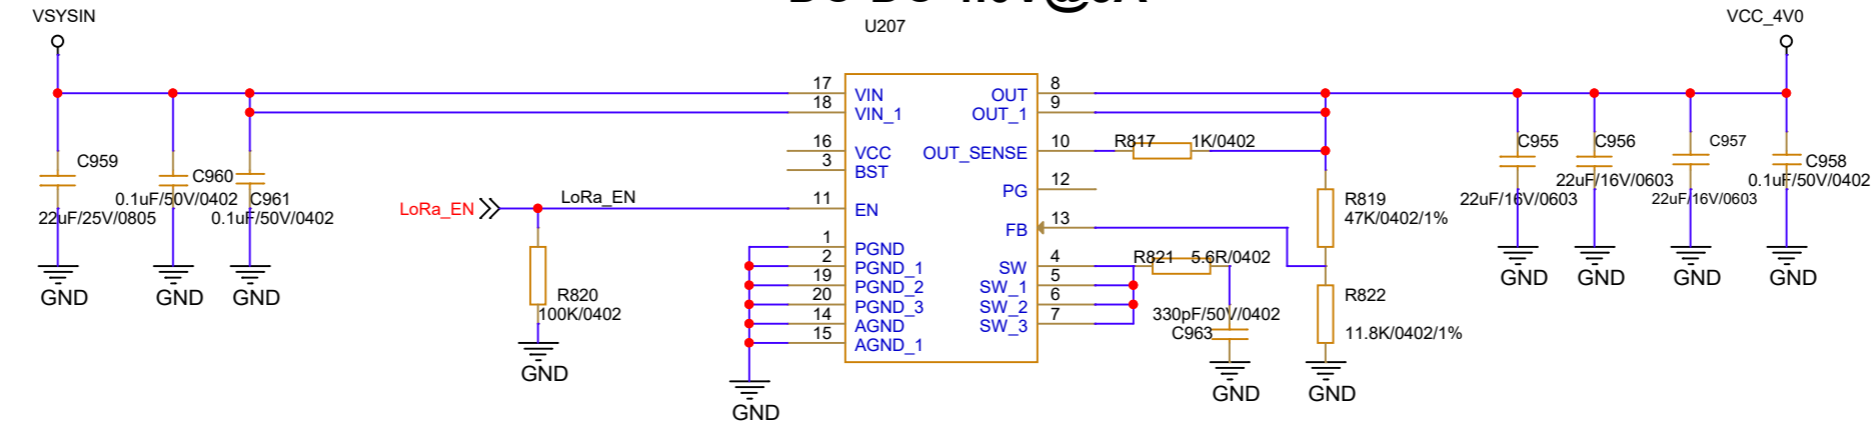 VSYSIN
U207
VCC_4V0
17 VIN
18 VIN_1
16 VCC
3 BST
11 EN
1 PGND
2 PGND_1
19 PGND_2
20 PGND_3
14 AGND
15 AGND_1
OUT 8
OUT_1 9
OUT_SENSE 10
PG 12
FB 13
SW 4
SW_1 5
SW_2 6
SW_3 7
C959
22uF/25V/0805
GND
C960
0.1uF/50V/0402
GND
C961
0.1uF/50V/0402
GND
LoRa_EN
LoRa_EN
R820
100K/0402
GND
GND
R817 1K/0402
R821 5.6R/0402
330pF/50V/0402
C963
GND
R819
47K/0402/1%
R822
11.8K/0402/1%
GND
C955
22uF/16V/0603
GND
C956
22uF/16V/0603
GND
C957
22uF/16V/0603
GND
C958
0.1uF/50V/0402
GND